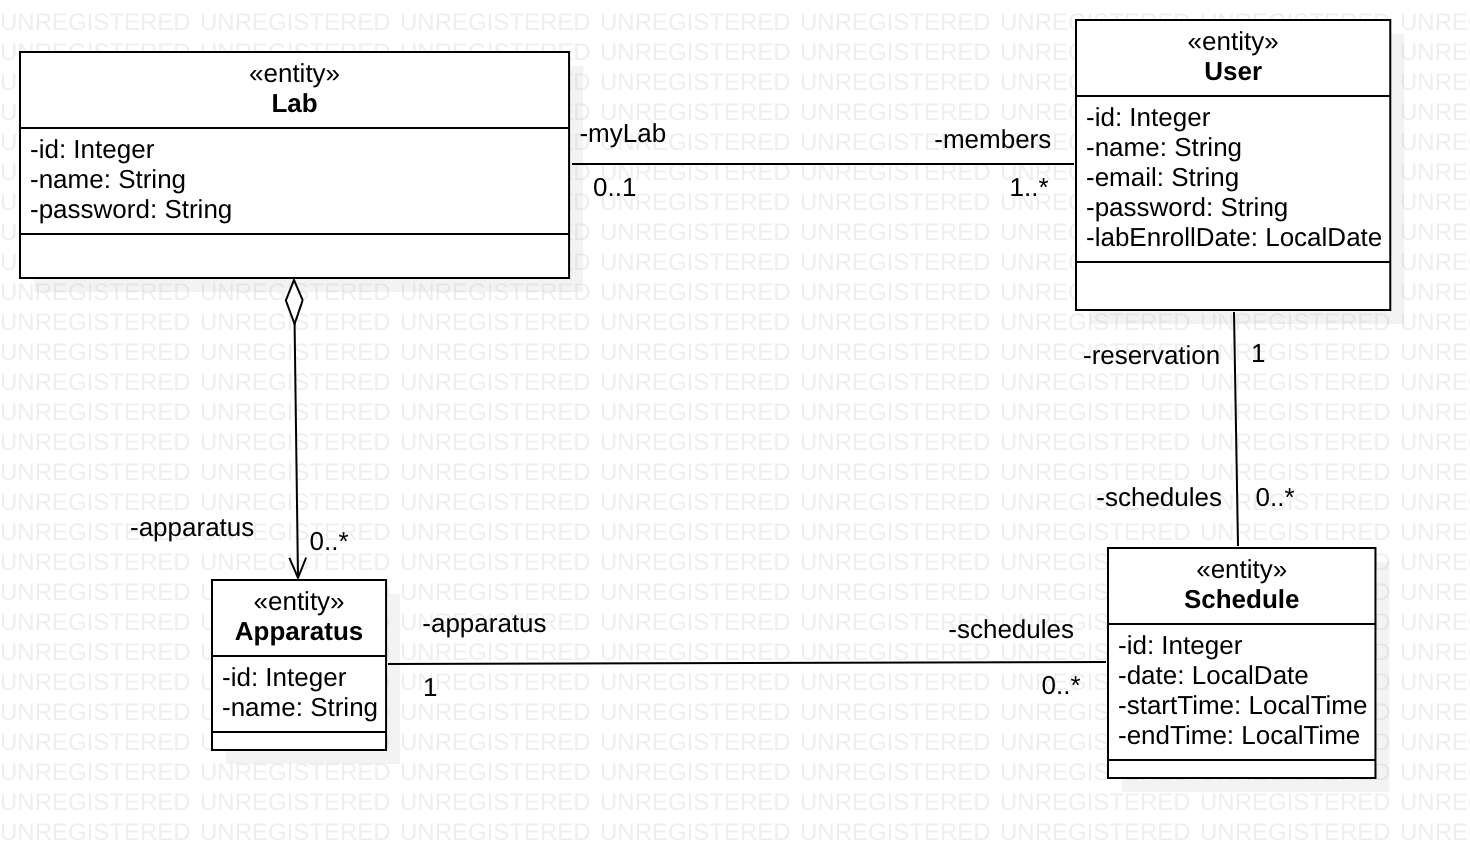 «entity»
Lab
-id: Integer
-name: String
-password: String
-myLab
0..1
-members
1..*
«entity»
User
-id: Integer
-name: String
-email: String
-password: String
-labEnrollDate: LocalDate
-reservation
1
-schedules
0..*
-apparatus
0..*
«entity»
Apparatus
-id: Integer
-name: String
-apparatus
1
-schedules
0..*
«entity»
Schedule
-id: Integer
-date: LocalDate
-startTime: LocalTime
-endTime: LocalTime
UNREGISTERED